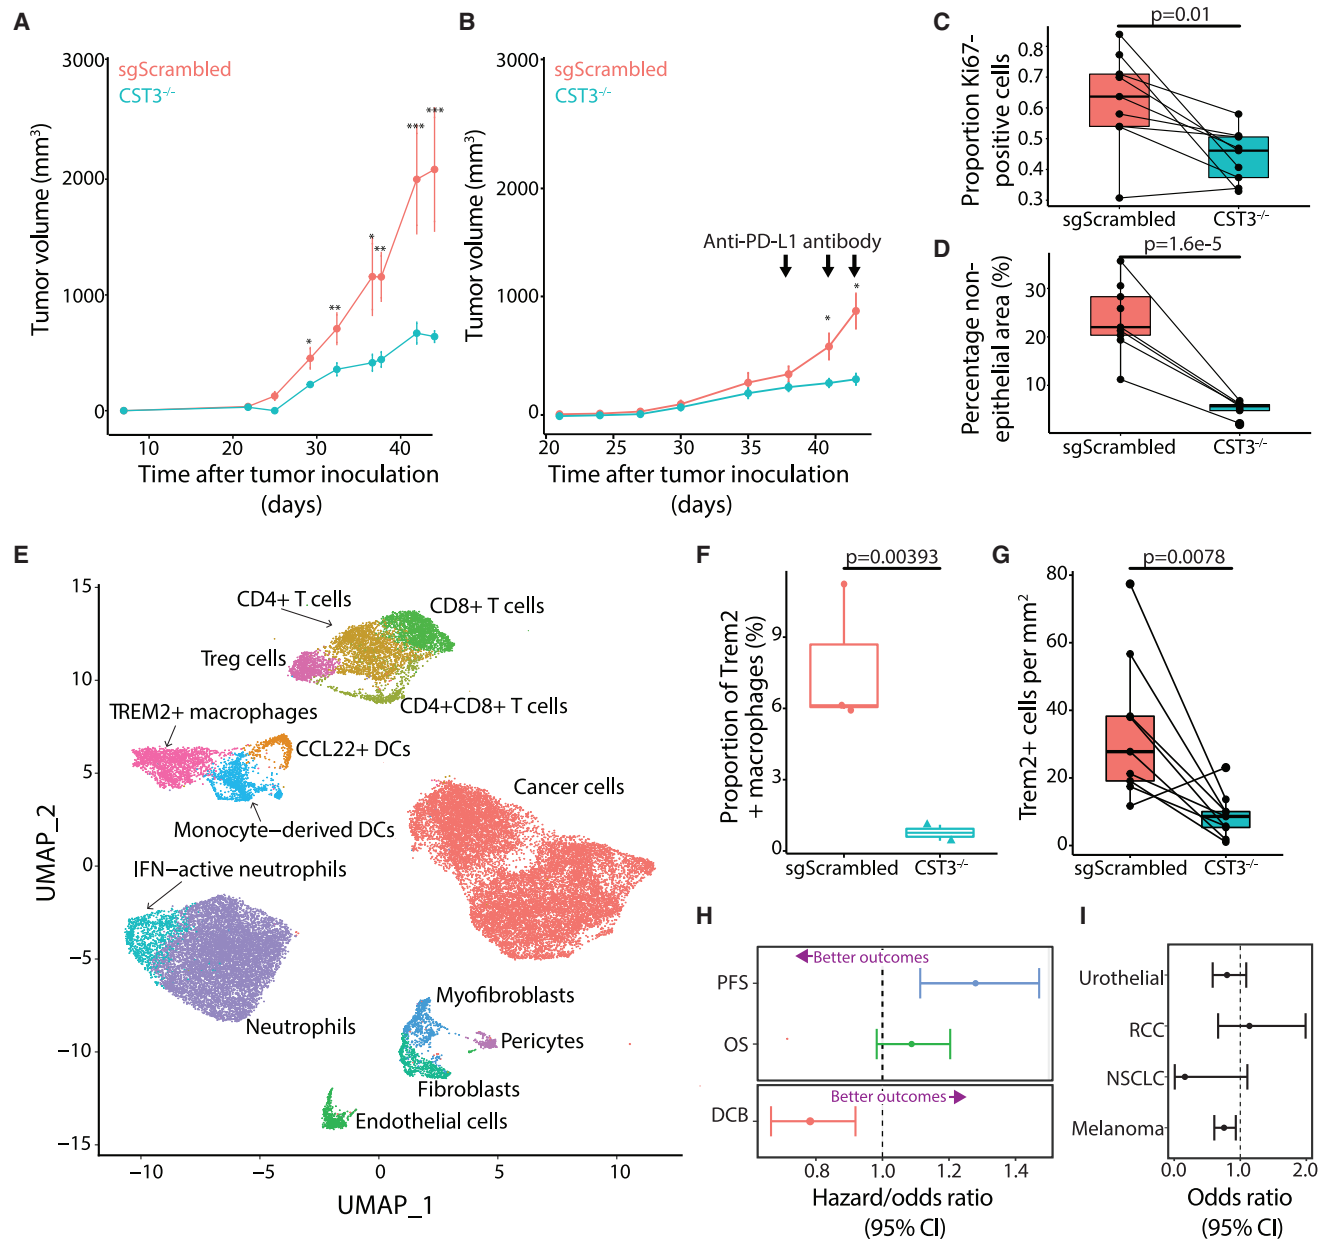 A
3000
2000
1000
0
Tumor volume (mm³)
sgScrambled
CST3-/-
*
**
*
**
***
***
10
20
30
40
Time after tumor inoculation
(days)
B
3000
2000
1000
0
Tumor volume (mm³)
sgScrambled
CST3-/-
Anti-PD-L1 antibody
*
*
20
25
30
35
40
Time after tumor inoculation
(days)
C
p=0.01
Proportion Ki67-
positive cells
0.8
0.7
0.6
0.5
0.4
0.3
sgScrambled
CST3-/-
D
p=1.6e-5
Percentage non-
epithelial area (%)
30
20
10
sgScrambled
CST3-/-
E
15
10
5
0
−5
−10
−15
UMAP_2
CD4+ T cells
CD8+ T cells
Treg cells
CD4+CD8+ T cells
TREM2+ macrophages
CCL22+ DCs
Monocyte−derived DCs
Cancer cells
IFN−active neutrophils
Neutrophils
Myofibroblasts
Pericytes
Fibroblasts
Endothelial cells
−10
−5
0
5
10
UMAP_1
F
p=0.00393
Proportion of Trem2
+ macrophages (%)
9
6
3
0
sgScrambled
CST3-/-
G
p=0.0078
Trem2+ cells per mm²
80
60
40
20
0
sgScrambled
CST3-/-
H
Better outcomes
PFS
OS
Better outcomes
DCB
0.8
1.0
1.2
1.4
Hazard/odds ratio
(95% CI)
I
Urothelial
RCC
NSCLC
Melanoma
0.0
1.0
2.0
Odds ratio
(95% CI)